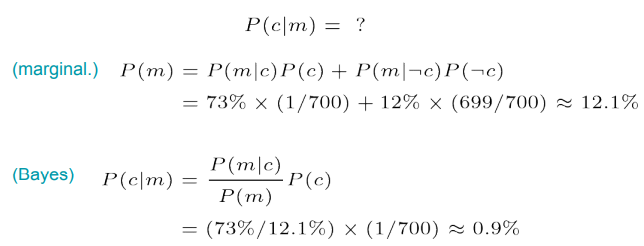 P(c|m) = ?
(marginal.) P(m) = P(m|c)P(c) + P(m|¬c)P(¬c)
= 73% × (1/700) + 12% × (699/700) ≈ 12.1%
(Bayes) P(c|m) = P(m|c)/P(m) P(c)
= (73%/12.1%) × (1/700) ≈ 0.9%